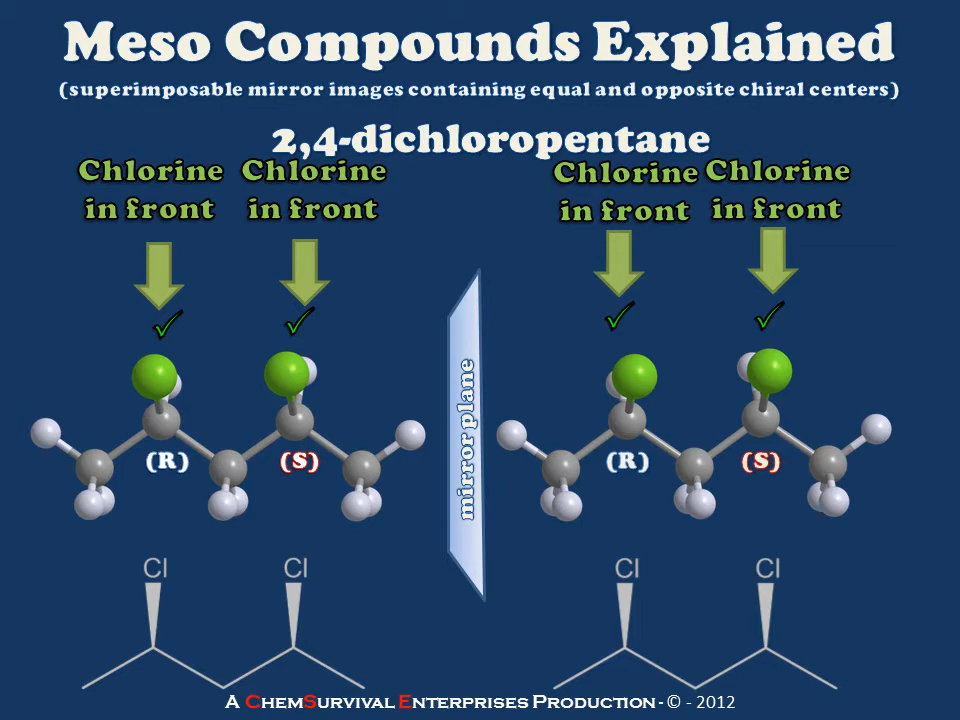 Meso Compounds Explained
(superimposable mirror images containing equal and opposite chiral centers)
2,4-dichloropentane
Chlorine in front
Chlorine in front
Chlorine in front
Chlorine in front
✓ ✓ ✓ ✓
mirror plane
(R) (S) (R) (S)
Cl Cl Cl Cl
A ChemSurvival Enterprises Production - © - 2012